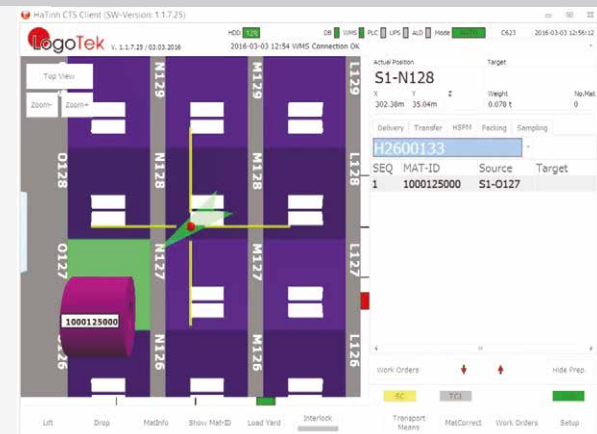 HaTinh CTS Client (SW-Version: 1.1.7.25)
LogoTek V. 1.1.7.25 / 03.03.2016
HDD 12% DB WMS PLC UPS ALD Mode C623 2016-03-03 12:56:12
2016-03-03 12:54 WMS Connection OK
Top View
Zoom- Zoom+
N129 M129 L129
O128 N128 M128 L128
O127 N127 M127 L127
O126 N126 M126 L126
1000125000
Actual Position Target
S1-N128
X Y Z Weight No./Mat
302.38m 35.04m 0.078 t
Delivery Transfer HSPM Packing Sampling
H2600133
SEQ MAT-ID Source Target
1 1000125000 S1-O127
Work Orders Hide Prep.
SC TC1
Lift Drop MatInfo Show Mat-ID Load Yard Interlock Transport Means MatCorrect Work Orders Setup